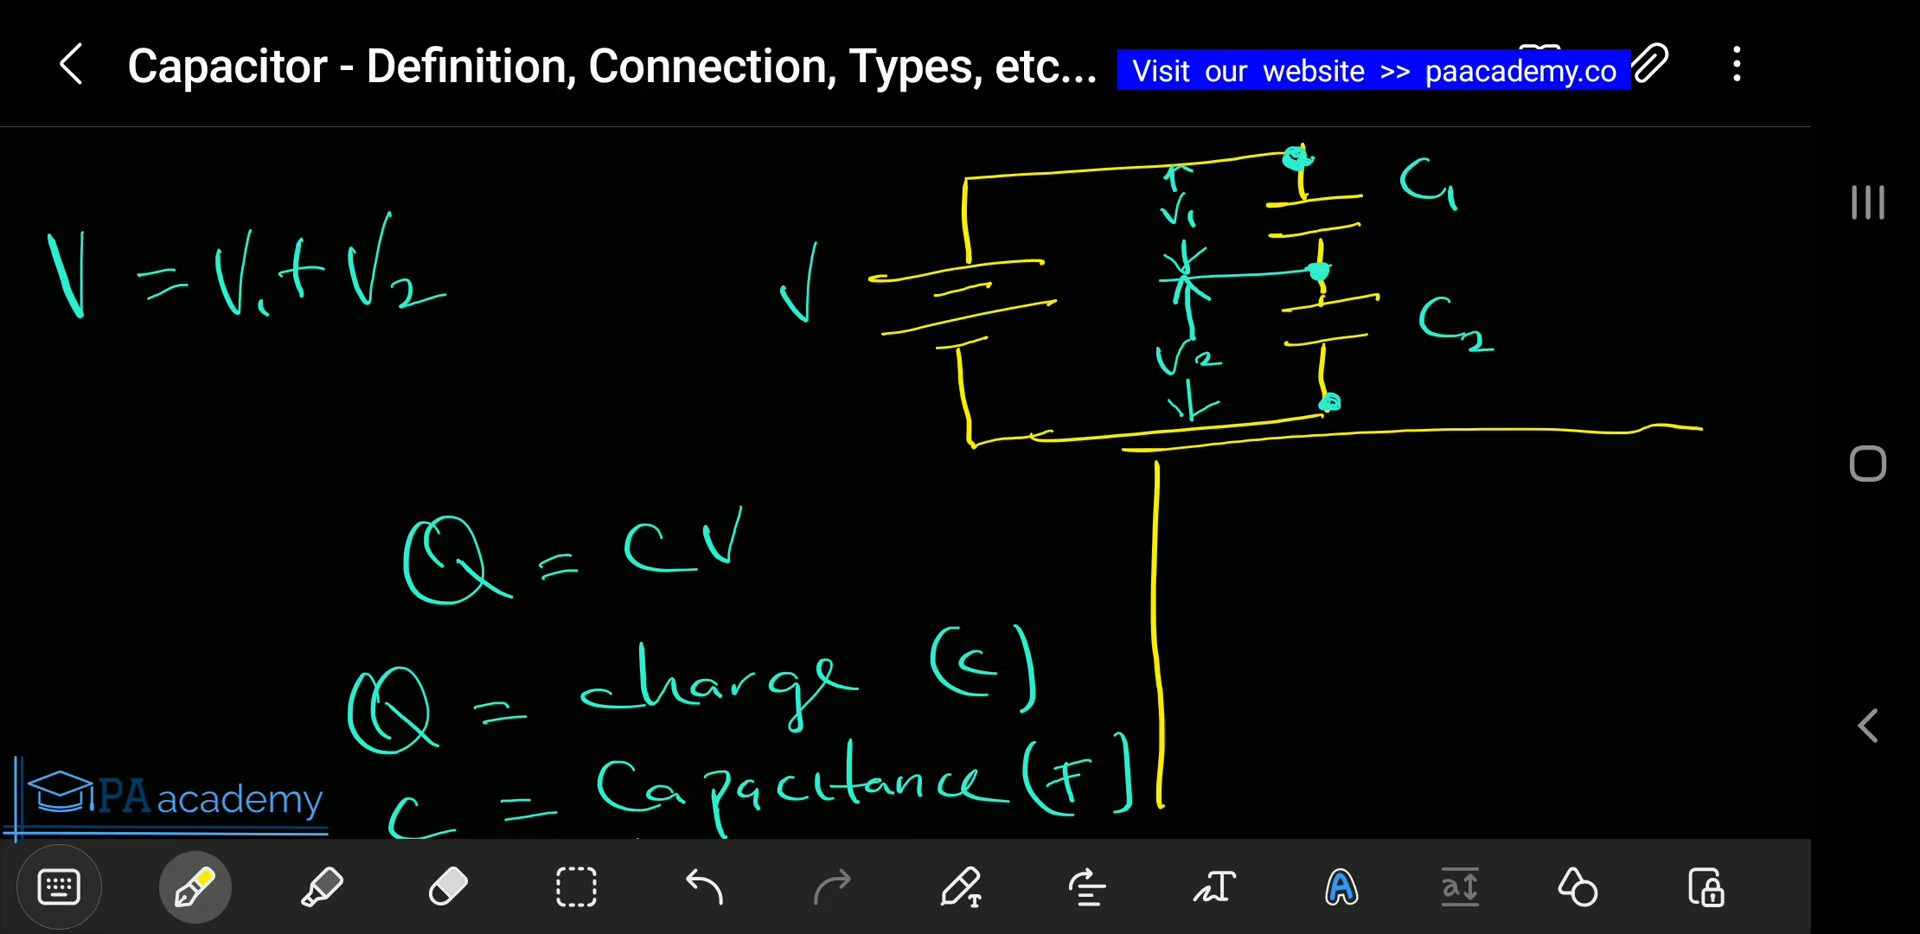 Capacitor - Definition, Connection, Types, etc...
Visit our website >> paacademy.co
V = V1 + V2
V
V1
V2
C1
C2
Q = CV
Q = charge (C)
C = Capacitance (F)
PA academy